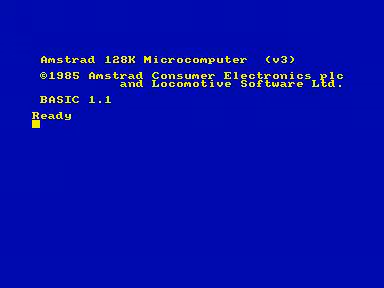 Amstrad 128K Microcomputer (v3)
©1985 Amstrad Consumer Electronics plc
and Locomotive Software Ltd.
BASIC 1.1
Ready